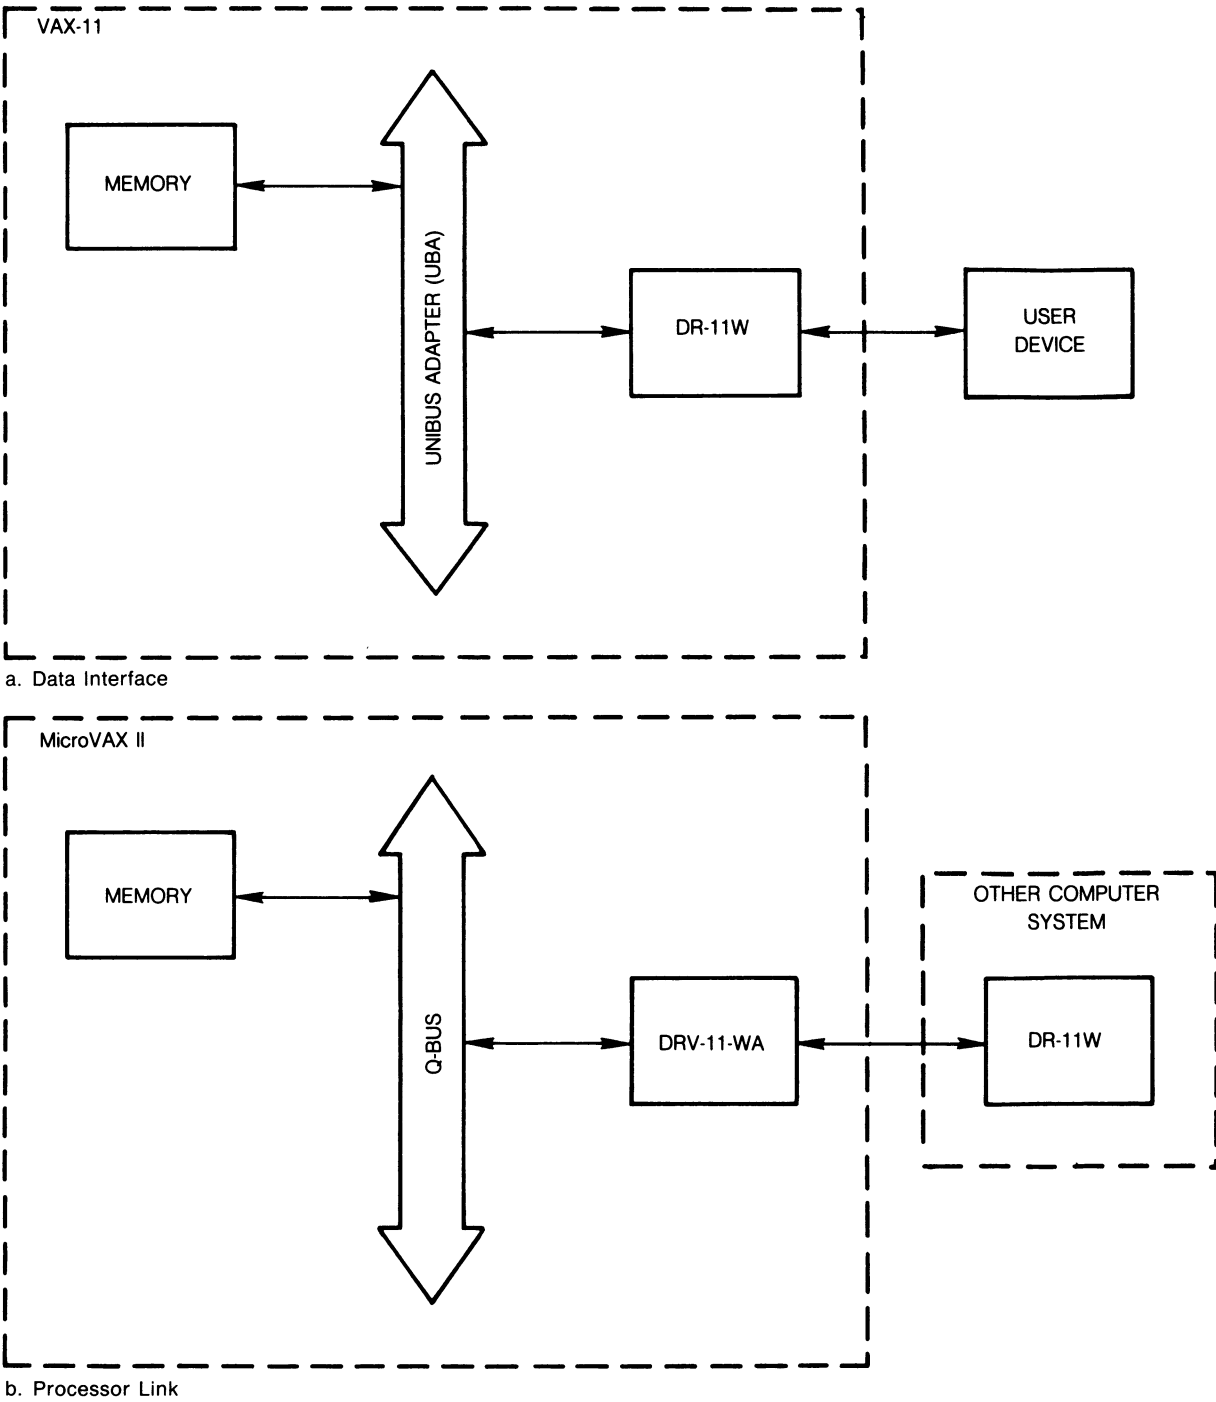 VAX-11
MEMORY
UNIBUS ADAPTER (UBA)
DR-11W
USER
DEVICE
a. Data Interface
MicroVAX II
MEMORY
Q-BUS
DRV-11-WA
OTHER COMPUTER
SYSTEM
DR-11W
b. Processor Link